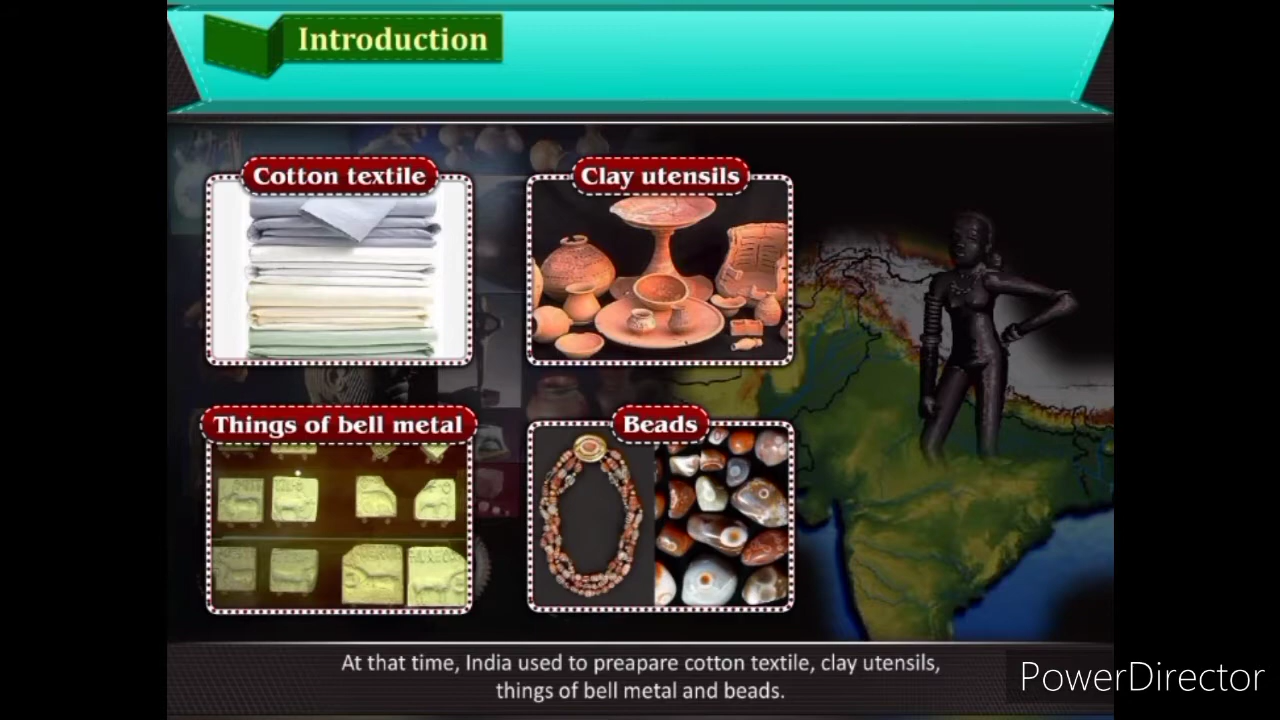 Introduction
Cotton textile
Clay utensils
Things of bell metal
Beads
At that time, India used to preapare cotton textile, clay utensils,
things of bell metal and beads.
PowerDirector